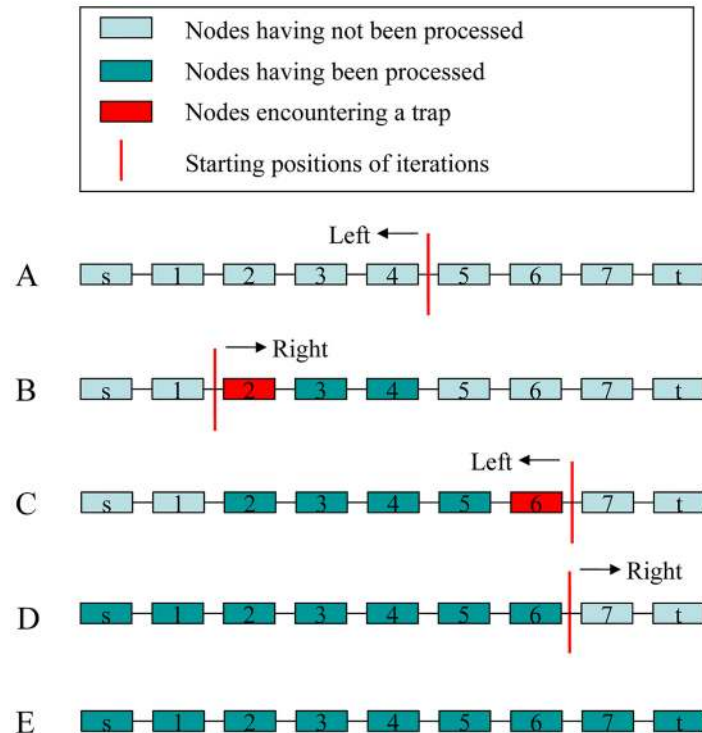 Nodes having not been processed
Nodes having been processed
Nodes encountering a trap
Starting positions of iterations
Left
A s 1 2 3 4 5 6 7 t
Right
B s 1 2 3 4 5 6 7 t
Left
C s 1 2 3 4 5 6 7 t
Right
D s 1 2 3 4 5 6 7 t
E s 1 2 3 4 5 6 7 t